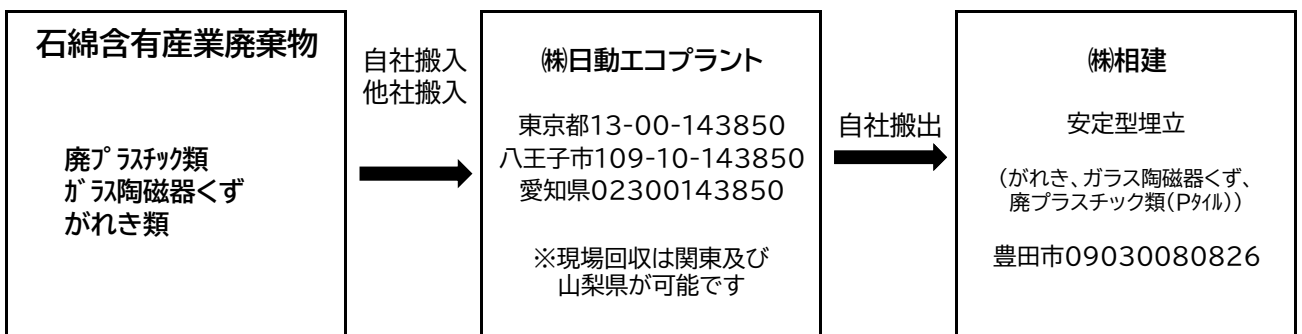 石綿含有産業廃棄物
廃プラスチック類
ガラス陶磁器くず
がれき類
自社搬入
他社搬入
㈱日動エコプラント
東京都13-00-143850
八王子市109-10-143850
愛知県02300143850
※現場回収は関東及び
山梨県が可能です
自社搬出
㈱相建
安定型埋立
(がれき、ガラス陶磁器くず、
廃プラスチック類(Pタイル))
豊田市09030080826